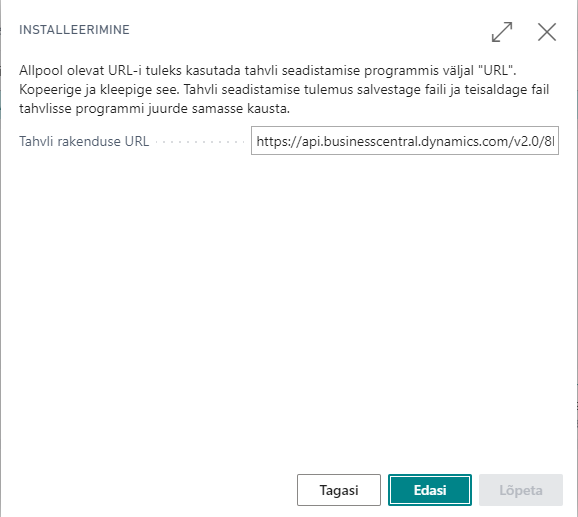 INSTALLEERIMINE
Allpool olevat URL-i tuleks kasutada tahvli seadistamise programmis väljal "URL".
Kopeerige ja kleepige see. Tahvli seadistamise tulemus salvestage faili ja teisaldage fail
tahvlisse programmi juurde samasse kausta.
Tahvli rakenduse URL https://api.businesscentral.dynamics.com/v2.0/8
Tagasi Edasi Lõpeta